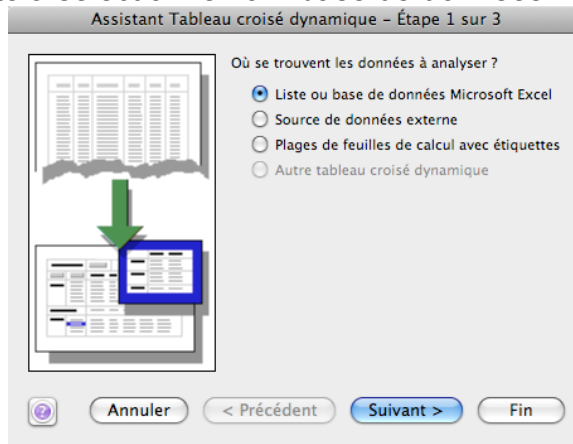 Assistant Tableau croisé dynamique – Étape 1 sur 3
Où se trouvent les données à analyser ?
Liste ou base de données Microsoft Excel
Source de données externe
Plages de feuilles de calcul avec étiquettes
Autre tableau croisé dynamique
? Annuler < Précédent Suivant > Fin